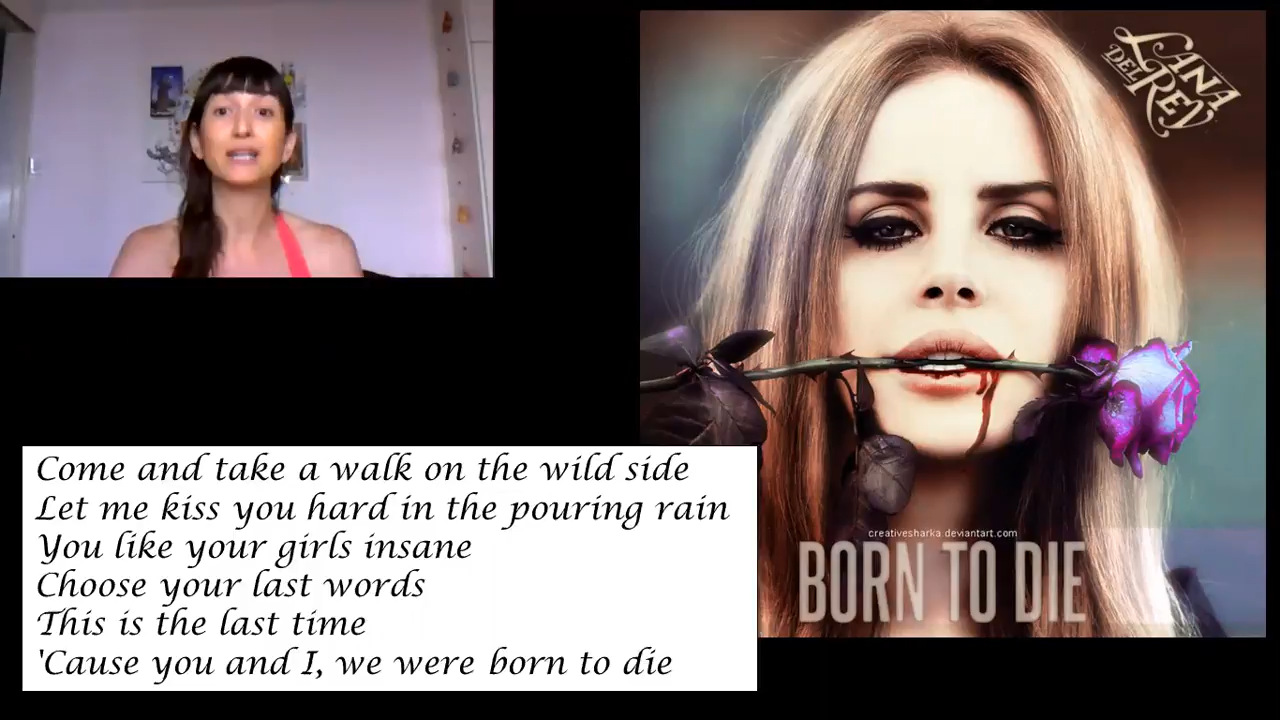 LANA
DEL REY
Come and take a walk on the wild side
Let me kiss you hard in the pouring rain
You like your girls insane
Choose your last words
This is the last time
'Cause you and I, we were born to die
creativesharka.deviantart.com
BORN TO DIE